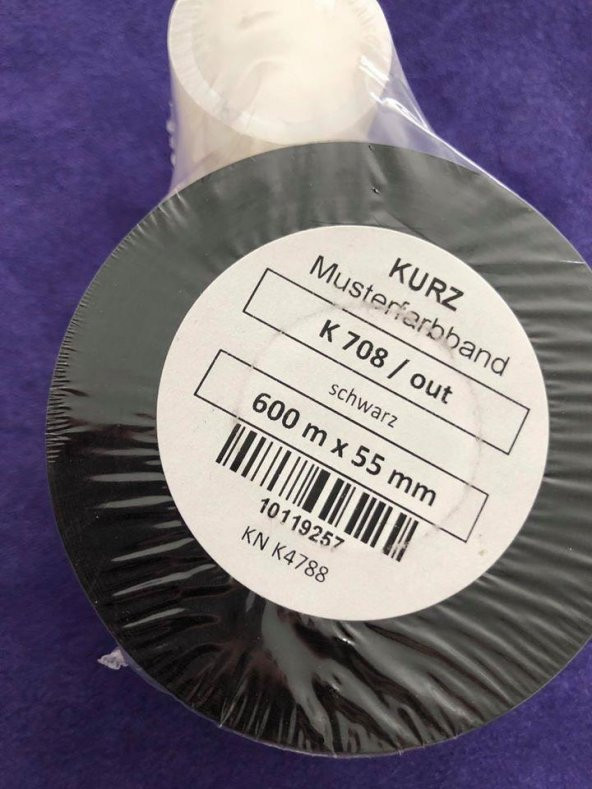 KURZ
Musterfarbband
K 708 / out
schwarz
600 m x 55 mm
10119257
KN K4788